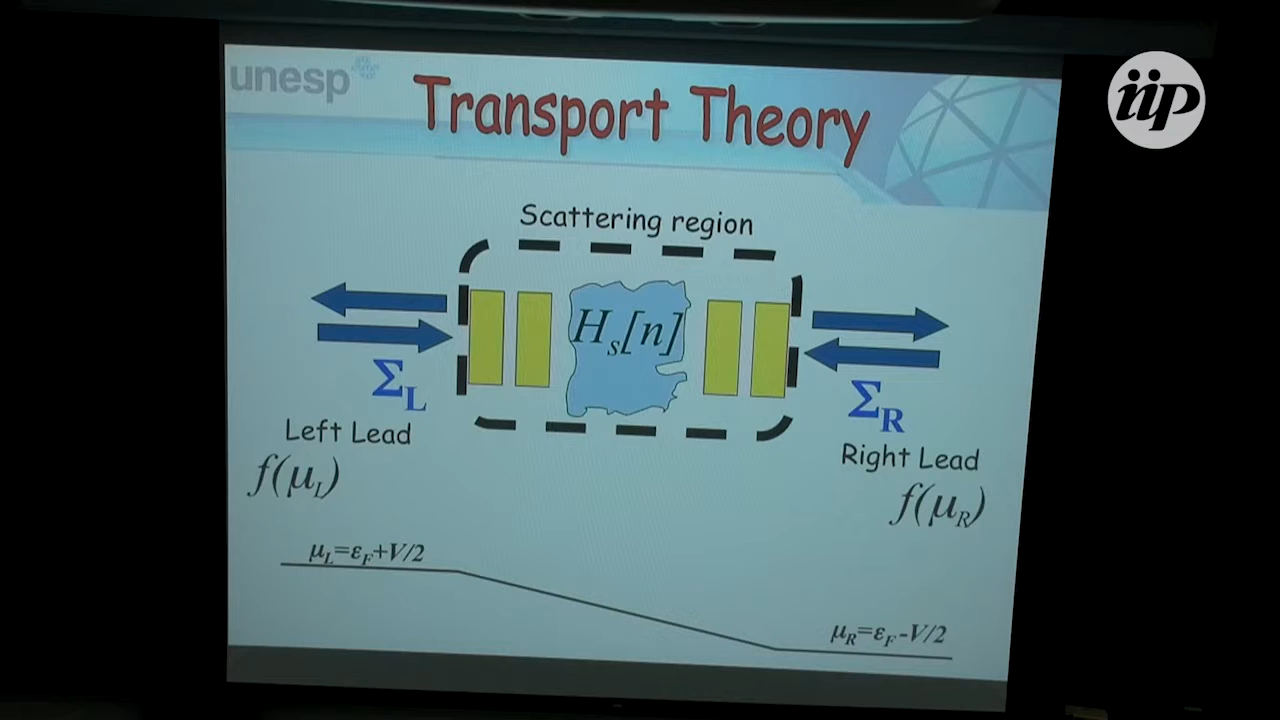 unesp
iip
Transport Theory
Scattering region
H_s[n]
Σ_L
Σ_R
Left Lead
Right Lead
f(μ_L)
f(μ_R)
μ_L=ε_F+V/2
μ_R=ε_F-V/2